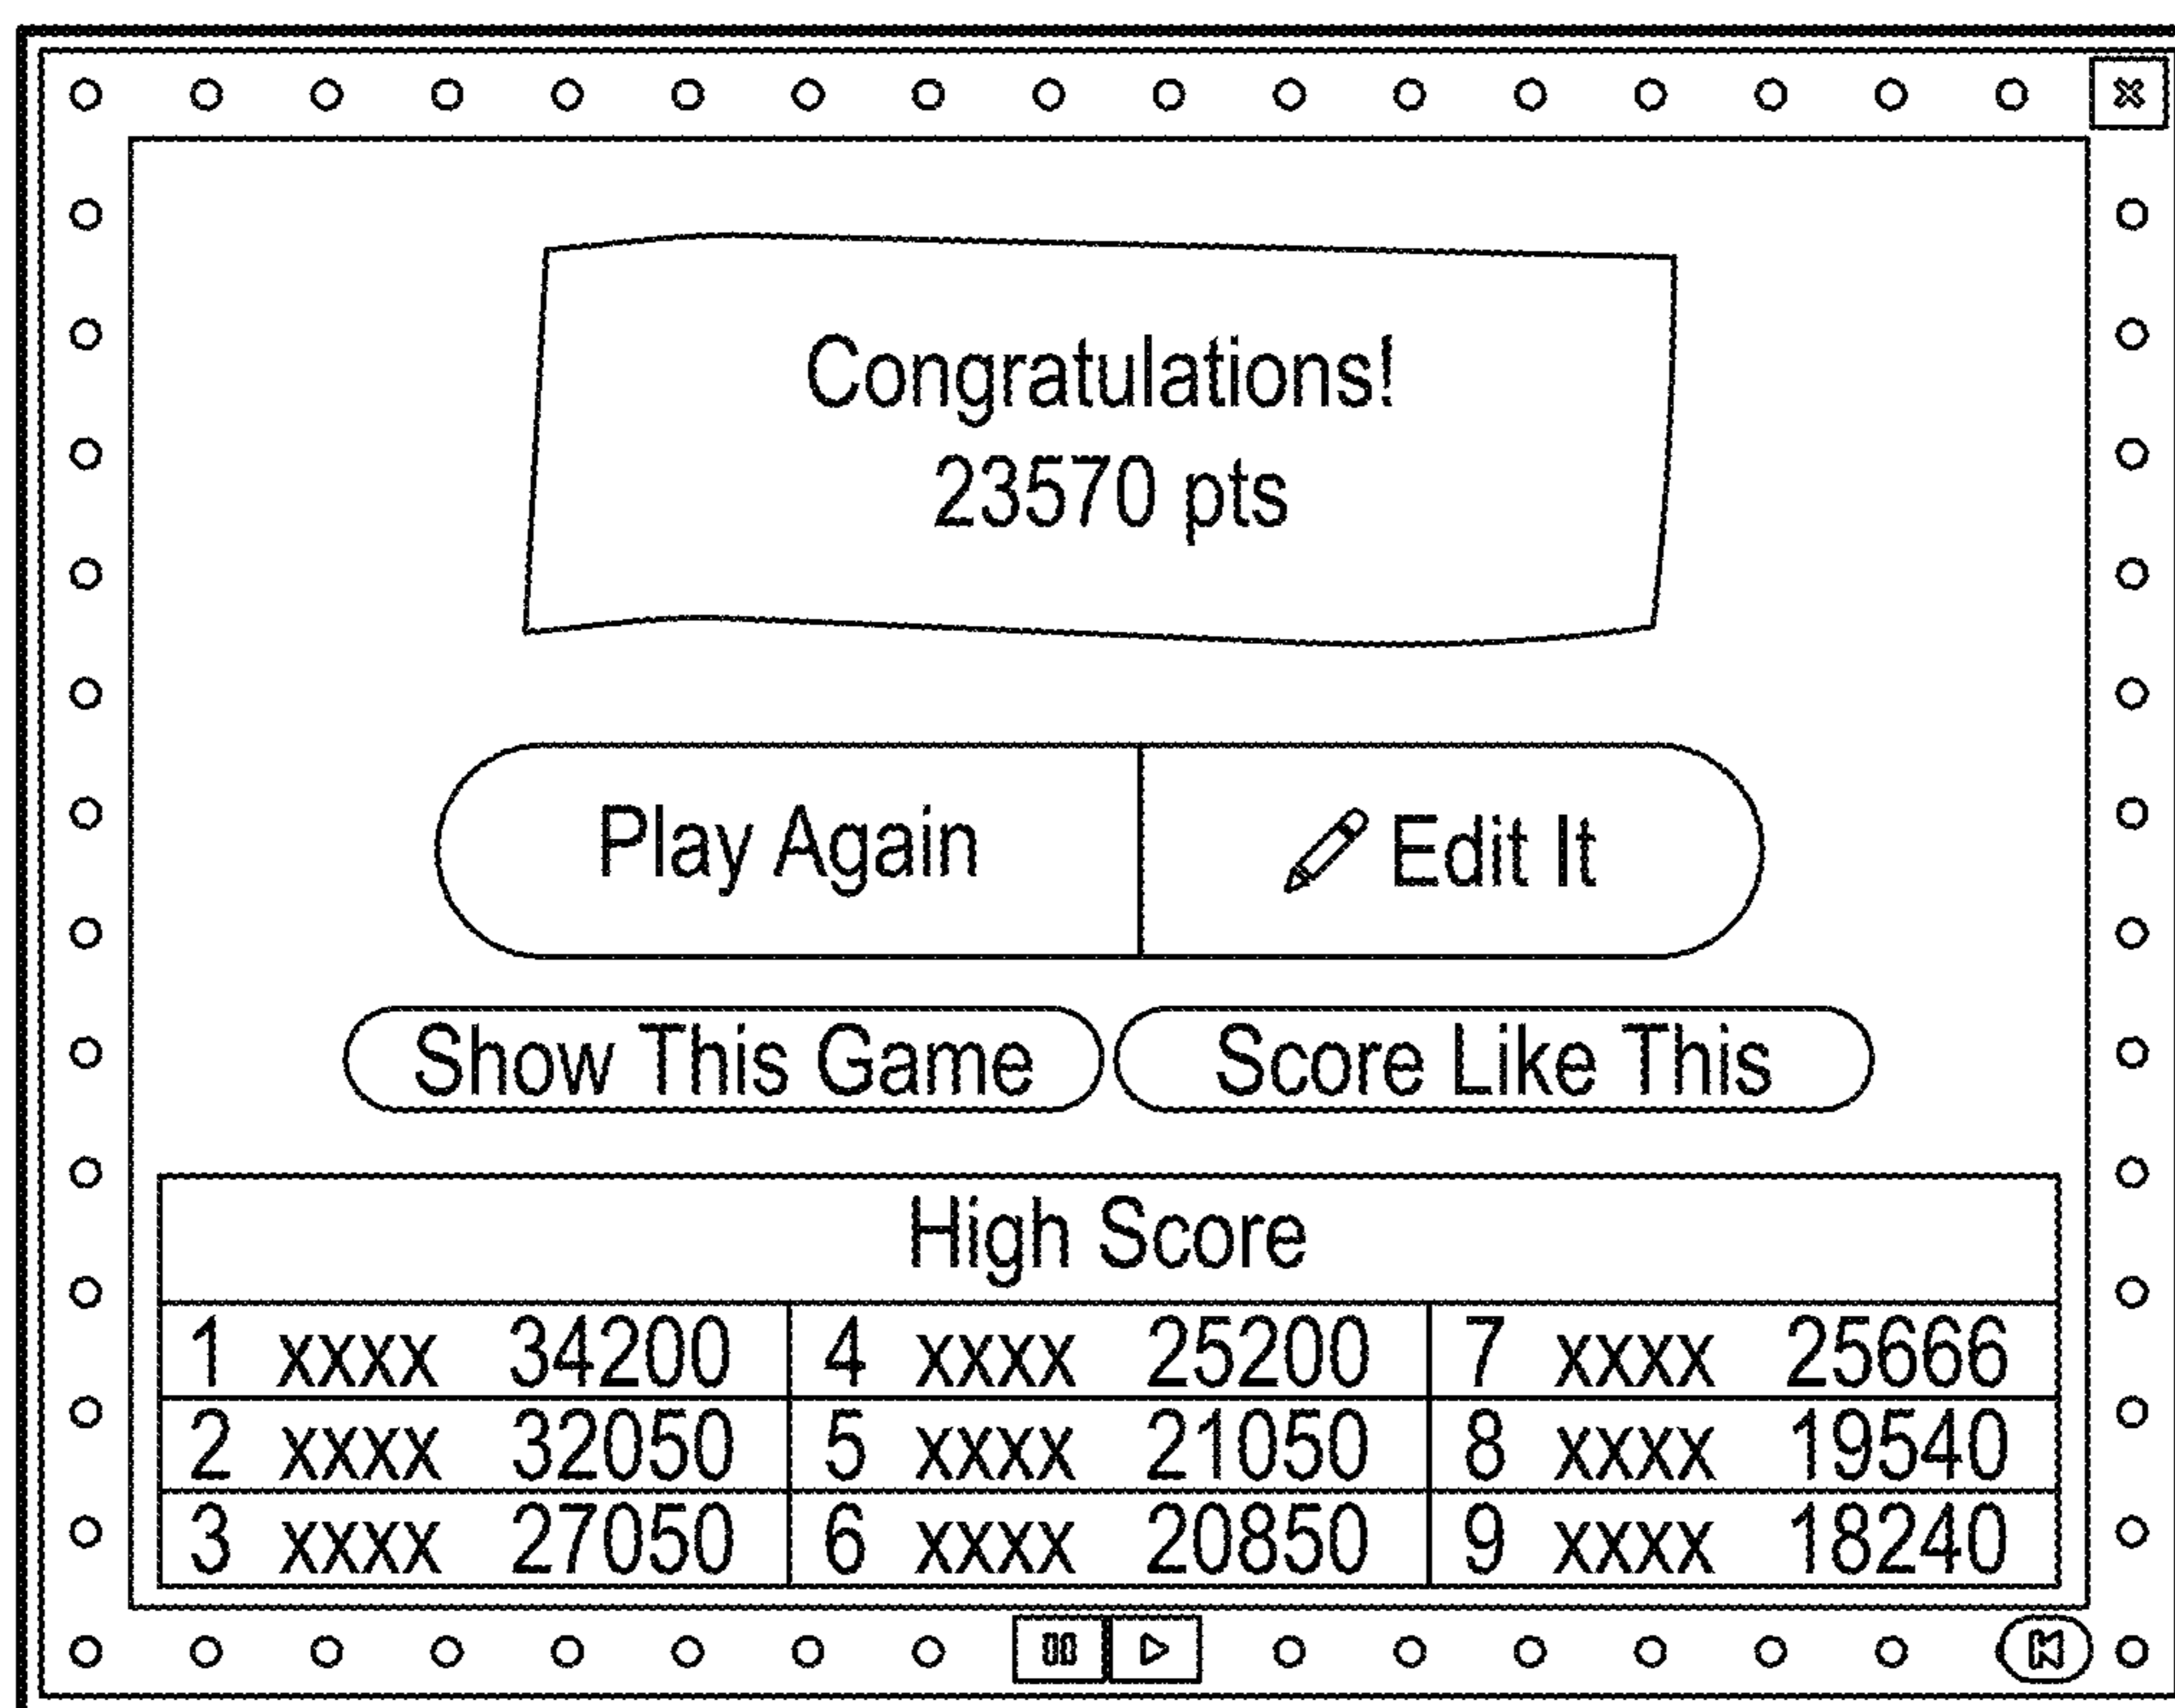 Congratulations!
23570 pts
Play Again Edit It
Show This Game Score Like This
High Score
1 xxxx 34200 4 xxxx 25200 7 xxxx 25666
2 xxxx 32050 5 xxxx 21050 8 xxxx 19540
3 xxxx 27050 6 xxxx 20850 9 xxxx 18240